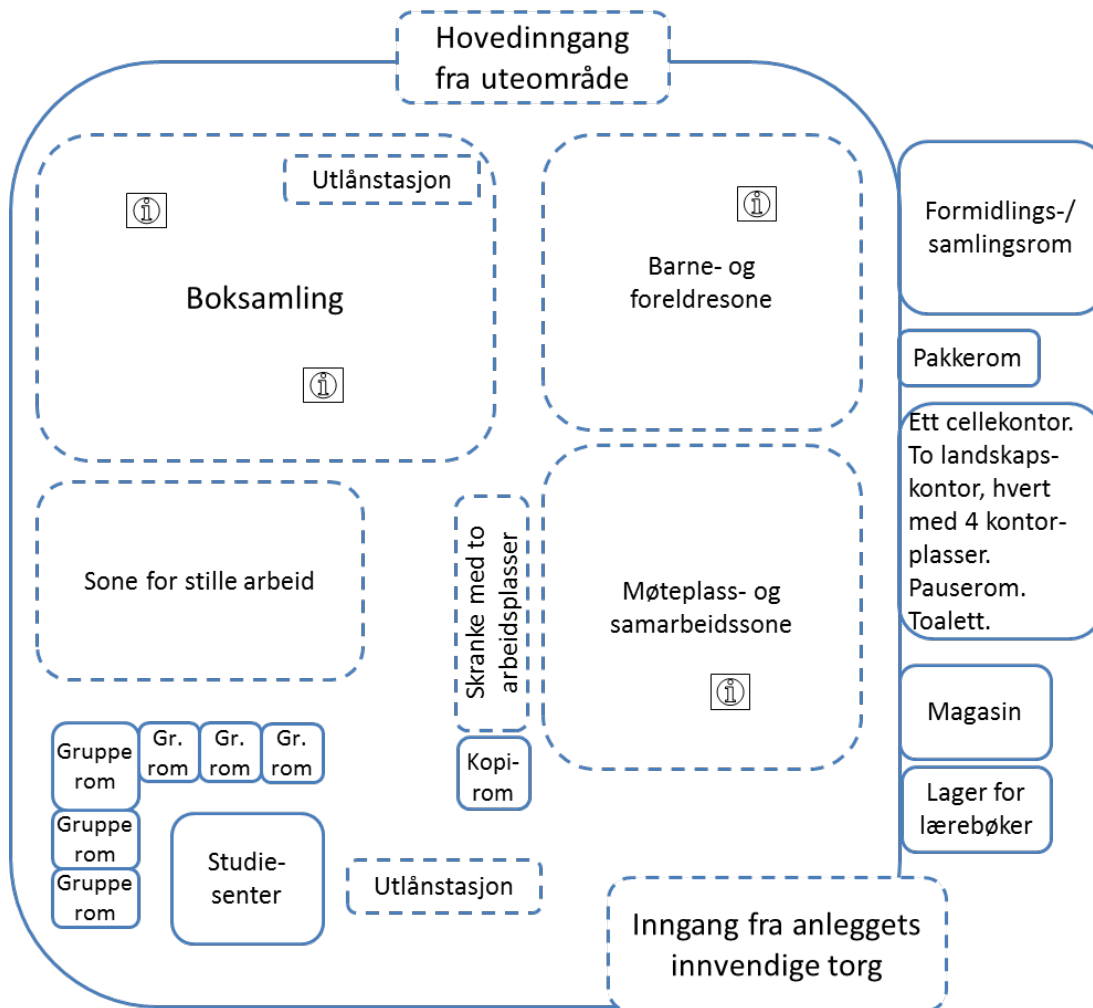 Hovedinngang
fra uteområde
Utlånstasjon
i
Boksamling
i
i
Barne- og
foreldresone
Formidlings-/
samlingsrom
Pakkerom
Ett cellekontor.
To landskaps-
kontor, hvert
med 4 kontor-
plasser.
Pauserom.
Toalett.
Sone for stille arbeid
Skranke med to
arbeidsplasser
Møteplass- og
samarbeidssone
i
Magasin
Lager for
lærebøker
Gruppe
rom
Gr.
rom
Gr.
rom
Gr.
rom
Kopi-
rom
Gruppe
rom
Gruppe
rom
Studie-
senter
Utlånstasjon
Inngang fra anleggets
innvendige torg